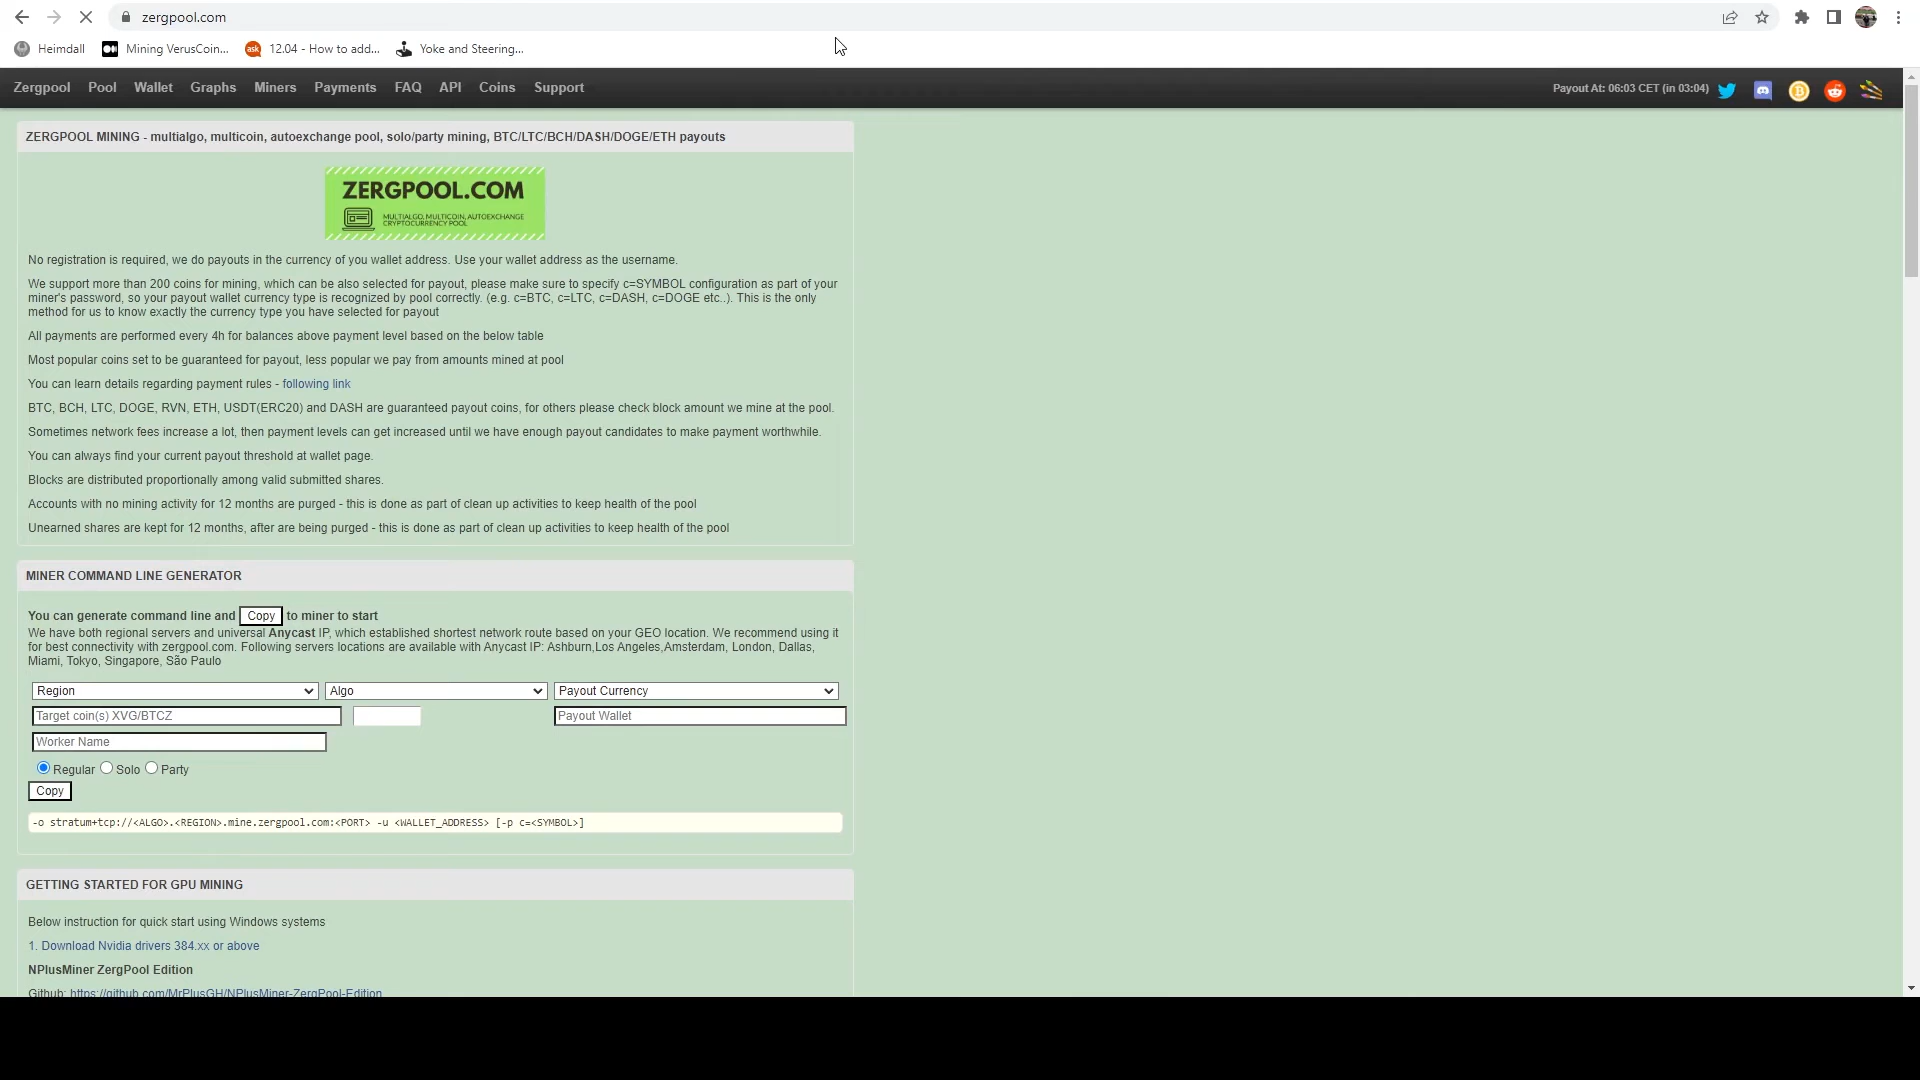 zergpool.com
Heimdall
Mining VerusCoin...
ask
12.04 - How to add...
Yoke and Steering...
Zergpool Pool Wallet Graphs Miners Payments FAQ API Coins Support
Payout At: 06:03 CET (in 03:04)
ZERGPOOL MINING - multialgo, multicoin, autoexchange pool, solo/party mining, BTC/LTC/BCH/DASH/DOGE/ETH payouts
ZERGPOOL.COM
MULTIALGO, MULTICOIN, AUTOEXCHANGE
CRYPTOCURRENCY POOL
No registration is required, we do payouts in the currency of you wallet address. Use your wallet address as the username.
We support more than 200 coins for mining, which can be also selected for payout, please make sure to specify c=SYMBOL configuration as part of your
miner's password, so your payout wallet currency type is recognized by pool correctly. (e.g. c=BTC, c=LTC, c=DASH, c=DOGE etc..). This is the only
method for us to know exactly the currency type you have selected for payout
All payments are performed every 4h for balances above payment level based on the below table
Most popular coins set to be guaranteed for payout, less popular we pay from amounts mined at pool
You can learn details regarding payment rules - following link
BTC, BCH, LTC, DOGE, RVN, ETH, USDT(ERC20) and DASH are guaranteed payout coins, for others please check block amount we mine at the pool.
Sometimes network fees increase a lot, then payment levels can get increased until we have enough payout candidates to make payment worthwhile.
You can always find your current payout threshold at wallet page.
Blocks are distributed proportionally among valid submitted shares.
Accounts with no mining activity for 12 months are purged - this is done as part of clean up activities to keep health of the pool
Unearned shares are kept for 12 months, after are being purged - this is done as part of clean up activities to keep health of the pool
MINER COMMAND LINE GENERATOR
You can generate command line and Copy to miner to start
We have both regional servers and universal Anycast IP, which established shortest network route based on your GEO location. We recommend using it
for best connectivity with zergpool.com. Following servers locations are available with Anycast IP: Ashburn,Los Angeles,Amsterdam, London, Dallas,
Miami, Tokyo, Singapore, São Paulo
Region Algo Payout Currency
Target coin(s) XVG/BTCZ Payout Wallet
Worker Name
Regular Solo Party
Copy
-o stratum+tcp://<ALGO>.<REGION>.mine.zergpool.com:<PORT> -u <WALLET_ADDRESS> [-p c=<SYMBOL>]
GETTING STARTED FOR GPU MINING
Below instruction for quick start using Windows systems
1. Download Nvidia drivers 384.xx or above
NPlusMiner ZergPool Edition
Github: https://github.com/MrPlusGH/NPlusMiner-ZergPool-Edition